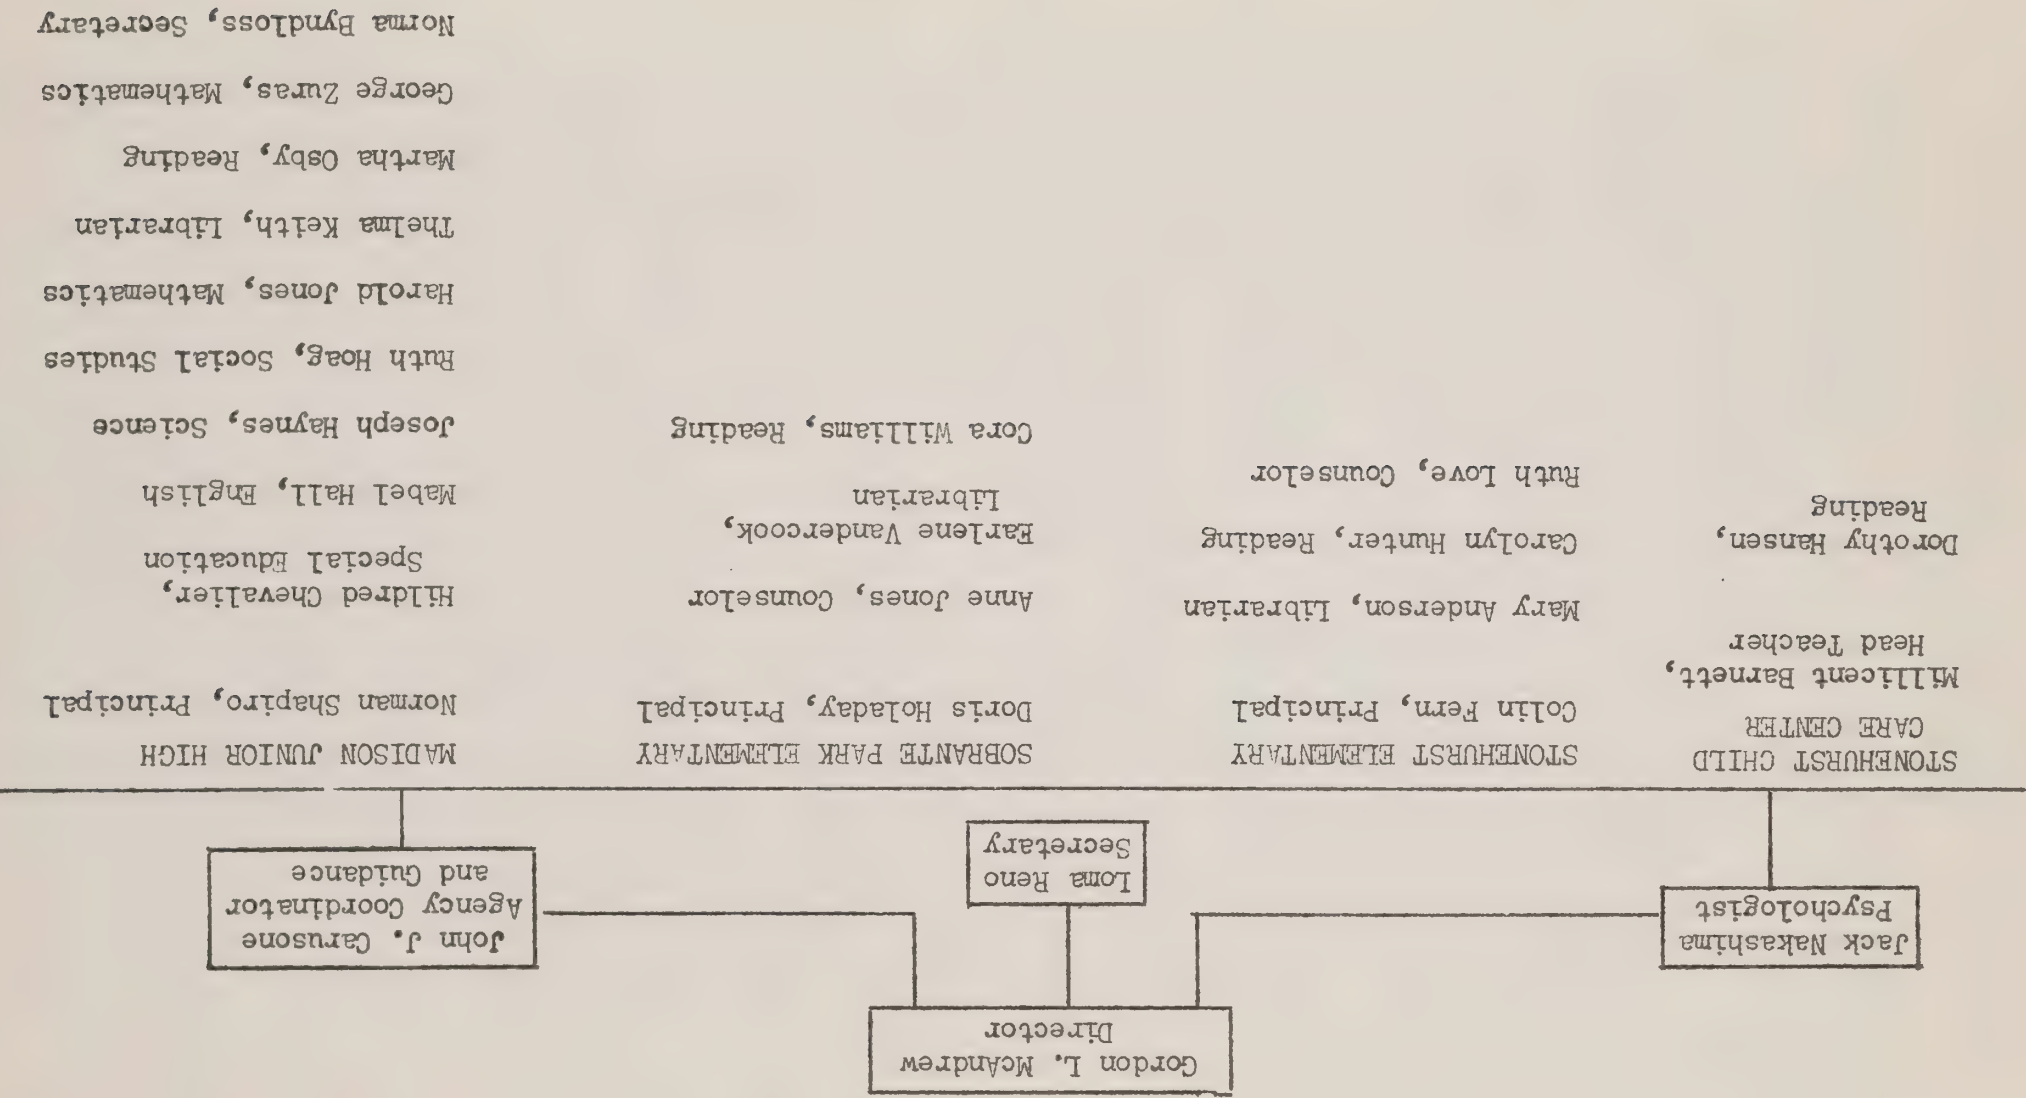 Gordon L. McAndrew
Director
Jack Nakashima
Psychologist
Loma Reno
Secretary
John J. Carusone
Agency Coordinator
and Guidance
STONEHURST CHILD
CARE CENTER
Millicent Barnett,
Head Teacher
Dorothy Hansen,
Reading
STONEHURST ELEMENTARY
Colin Fern, Principal
Mary Anderson, Librarian
Carolyn Hunter, Reading
Ruth Love, Counselor
SOBRANTE PARK ELEMENTARY
Doris Holaday, Principal
Anne Jones, Counselor
Earlene Vandercook,
Librarian
Cora Williams, Reading
MADISON JUNIOR HIGH
Norman Shapiro, Principal
Hildred Chevalier,
Special Education
Mabel Hall, English
Joseph Haynes, Science
Ruth Hoag, Social Studies
Harold Jones, Mathematics
Thelma Keith, Librarian
Martha Osby, Reading
George Zuras, Mathematics
Norma Byndloss, Secretary